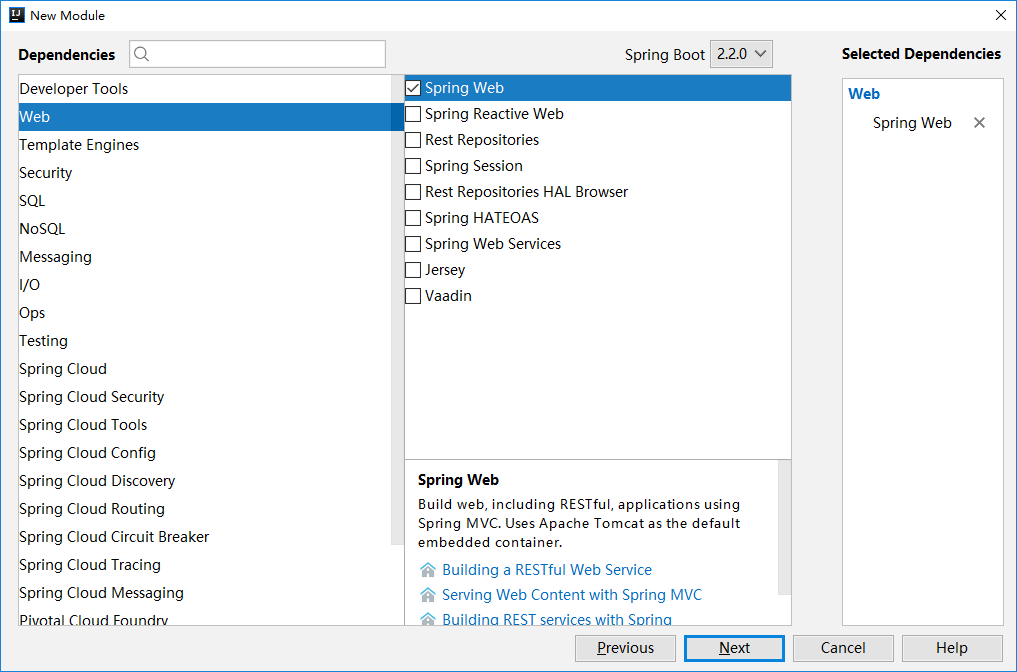 New Module
Dependencies
Spring Boot 2.2.0
Selected Dependencies
Developer Tools
Web
Template Engines
Security
SQL
NoSQL
Messaging
I/O
Ops
Testing
Spring Cloud
Spring Cloud Security
Spring Cloud Tools
Spring Cloud Config
Spring Cloud Discovery
Spring Cloud Routing
Spring Cloud Circuit Breaker
Spring Cloud Tracing
Spring Cloud Messaging
Pivotal Cloud Foundry
Spring Web
Spring Reactive Web
Rest Repositories
Spring Session
Rest Repositories HAL Browser
Spring HATEOAS
Spring Web Services
Jersey
Vaadin
Spring Web
Build web, including RESTful, applications using
Spring MVC. Uses Apache Tomcat as the default
embedded container.
Building a RESTful Web Service
Serving Web Content with Spring MVC
Building REST services with Spring
Web
Spring Web
Previous
Next
Cancel
Help